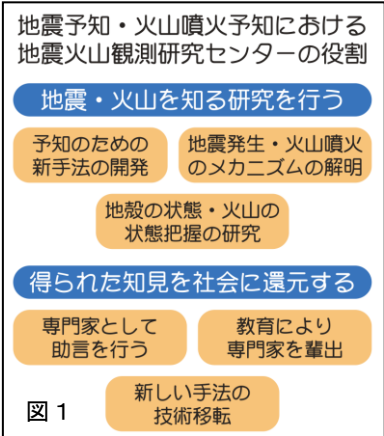 地震予知・火山噴火予知における
地震火山観測研究センターの役割
地震・火山を知る研究を行う
予知のための
新手法の開発
地震発生・火山噴火
のメカニズムの解明
地殻の状態・火山の
状態把握の研究
得られた知見を社会に還元する
専門家として
助言を行う
教育により
専門家を輩出
新しい手法の
技術移転
図1